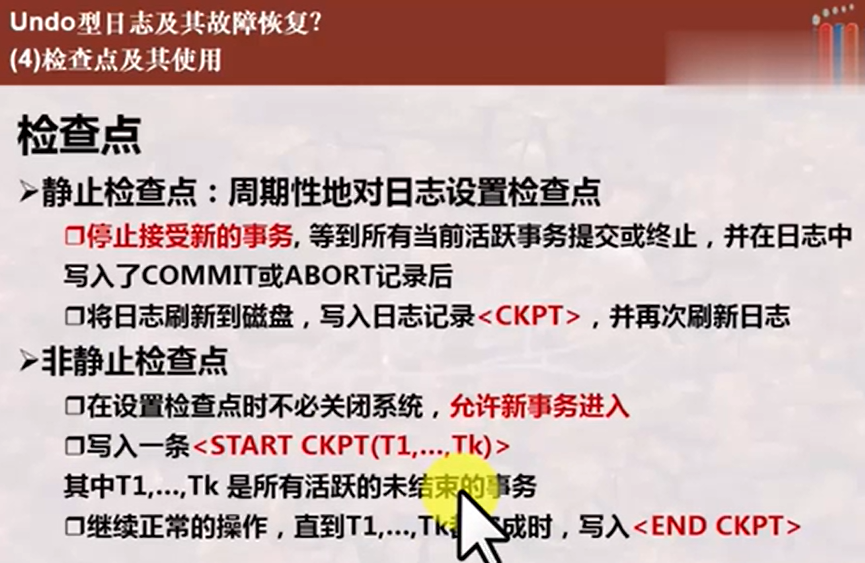 Undo型日志及其故障恢复?
(4)检查点及其使用
检查点
➢静止检查点：周期性地对日志设置检查点
❐停止接受新的事务, 等到所有当前活跃事务提交或终止，并在日志中
写入了COMMIT或ABORT记录后
❐将日志刷新到磁盘，写入日志记录<CKPT>，并再次刷新日志
➢非静止检查点
❐在设置检查点时不必关闭系统，允许新事务进入
❐写入一条<START CKPT(T1,...,Tk)>
其中T1,...,Tk 是所有活跃的未结束的事务
❐继续正常的操作，直到T1,...,Tk 成时，写入<END CKPT>